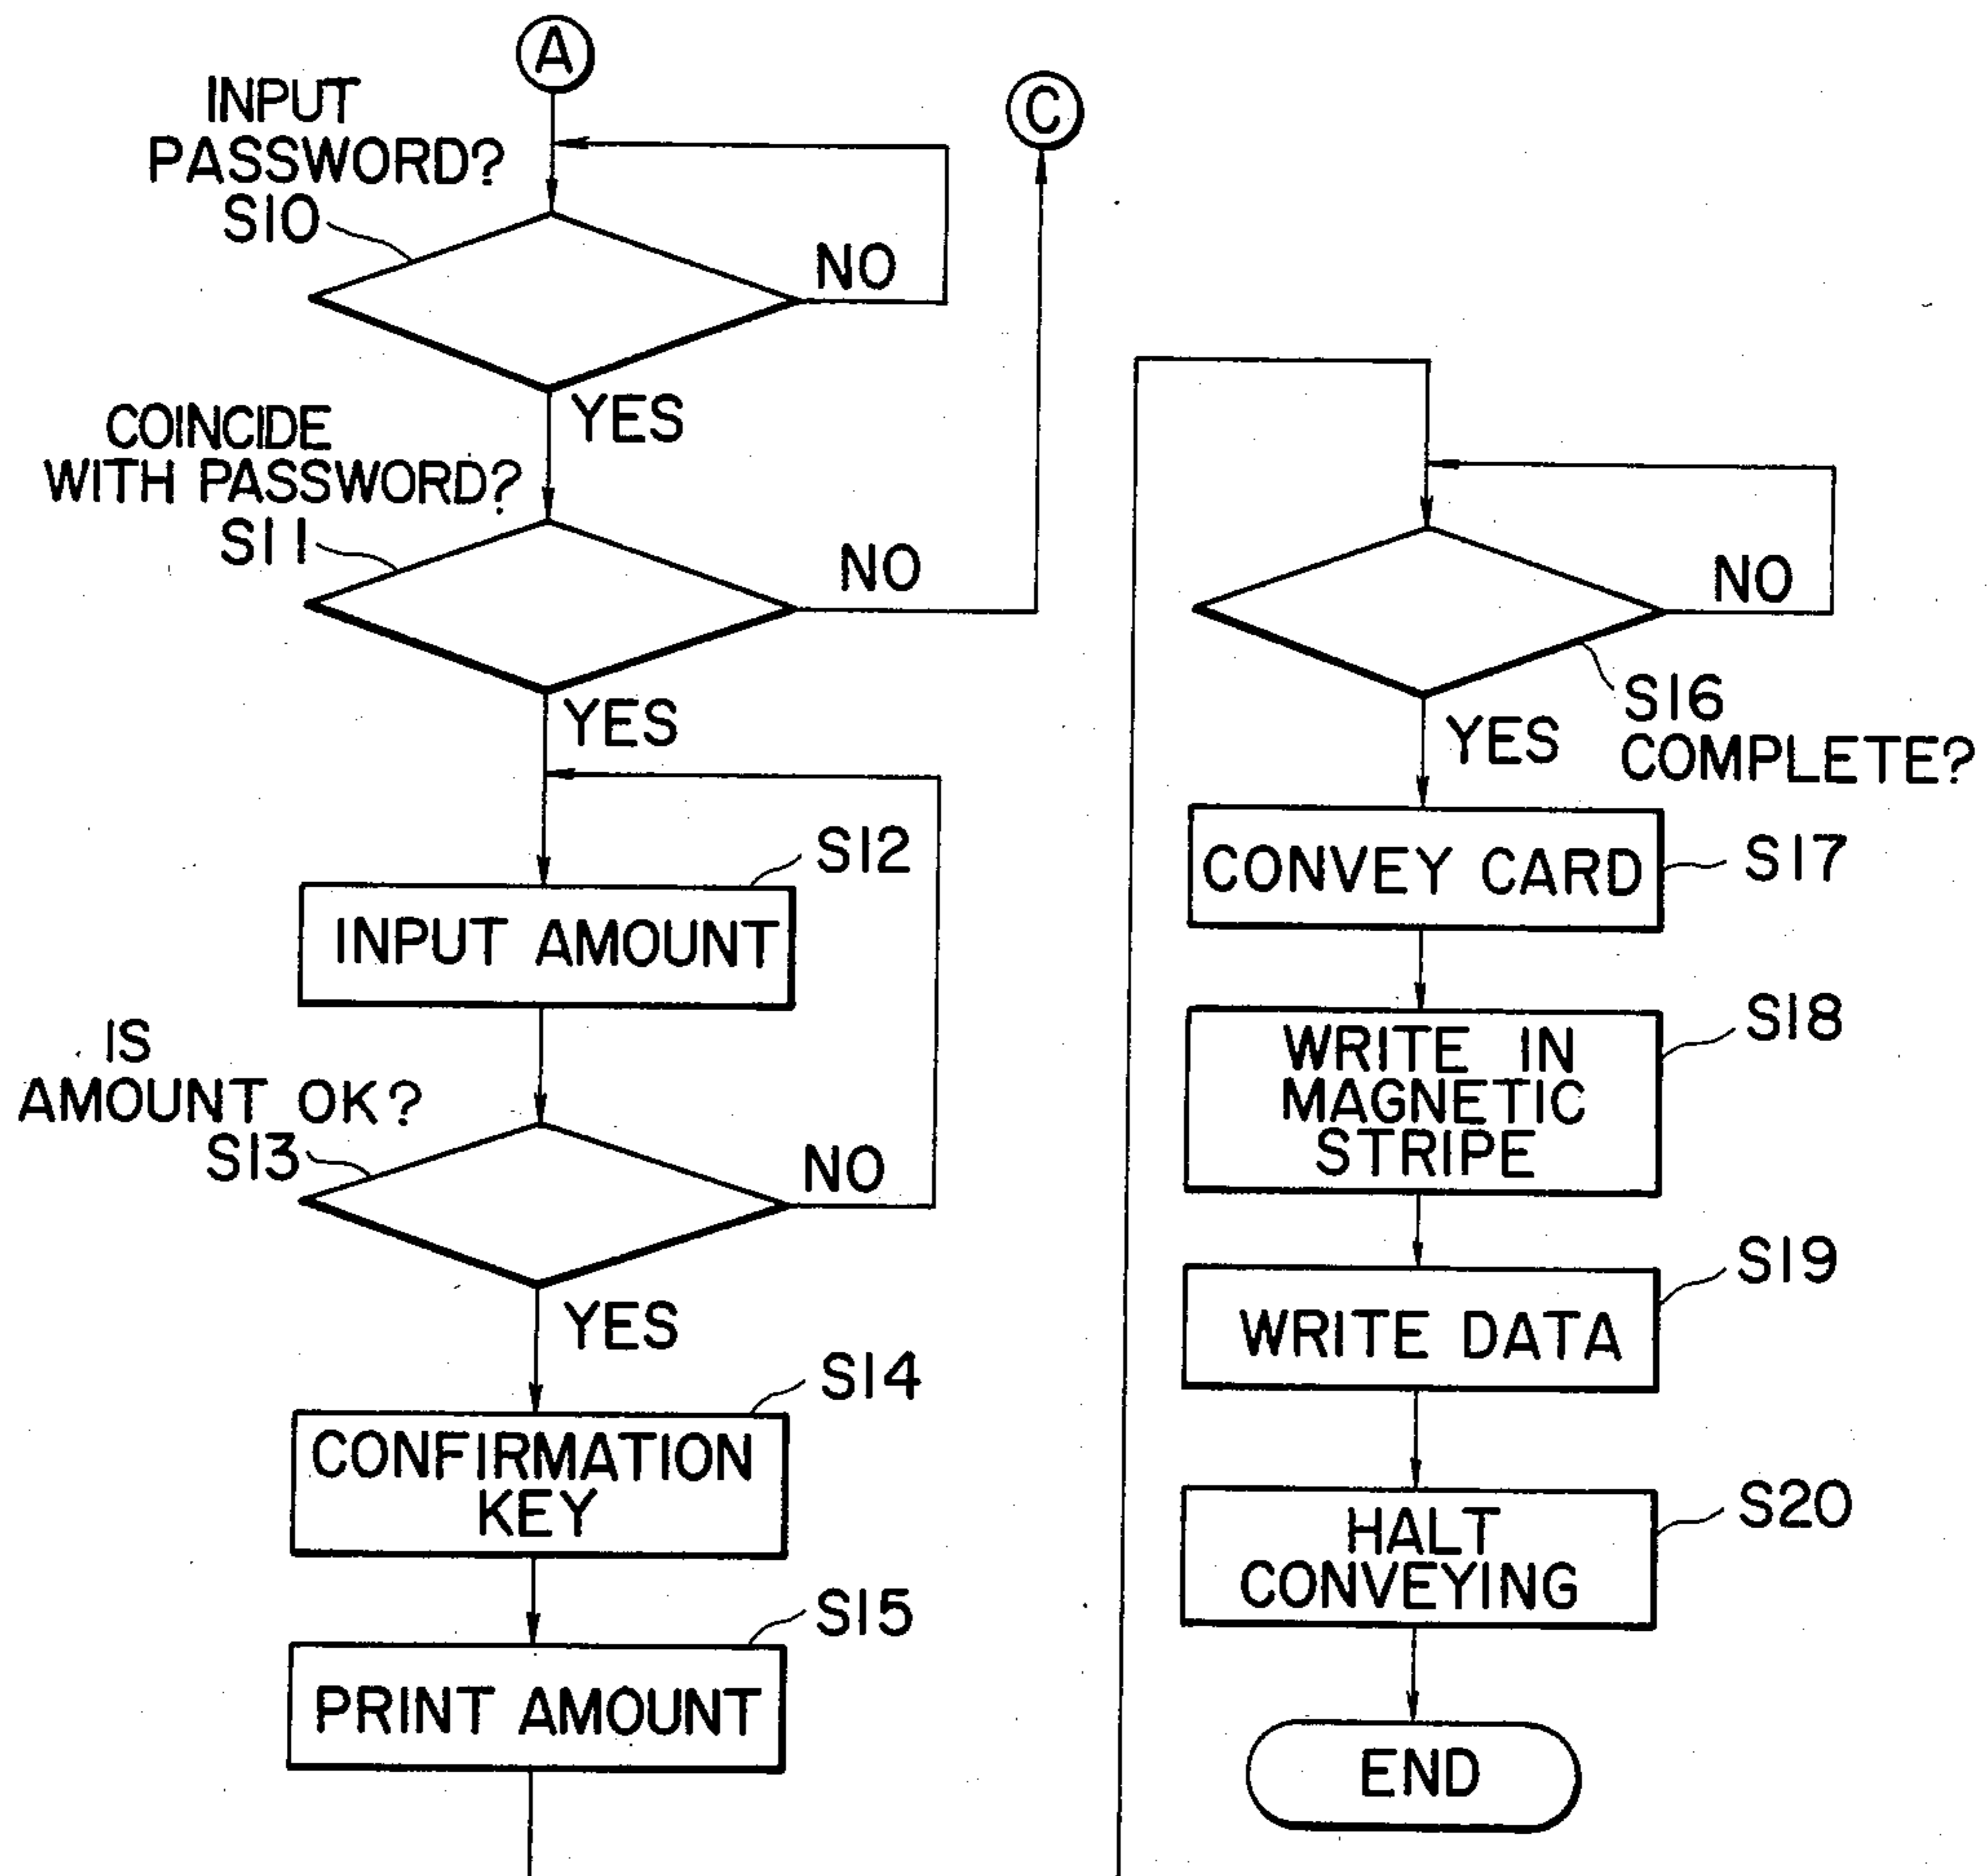 A
INPUT
PASSWORD?
S10
NO
YES
COINCIDE
WITH PASSWORD?
S11
NO
C
YES
S12
INPUT AMOUNT
IS
AMOUNT OK?
S13
NO
YES
S14
CONFIRMATION
KEY
S15
PRINT AMOUNT
NO
S16
COMPLETE?
YES
CONVEY CARD
S17
WRITE IN
MAGNETIC
STRIPE
S18
S19
WRITE DATA
S20
HALT
CONVEYING
END